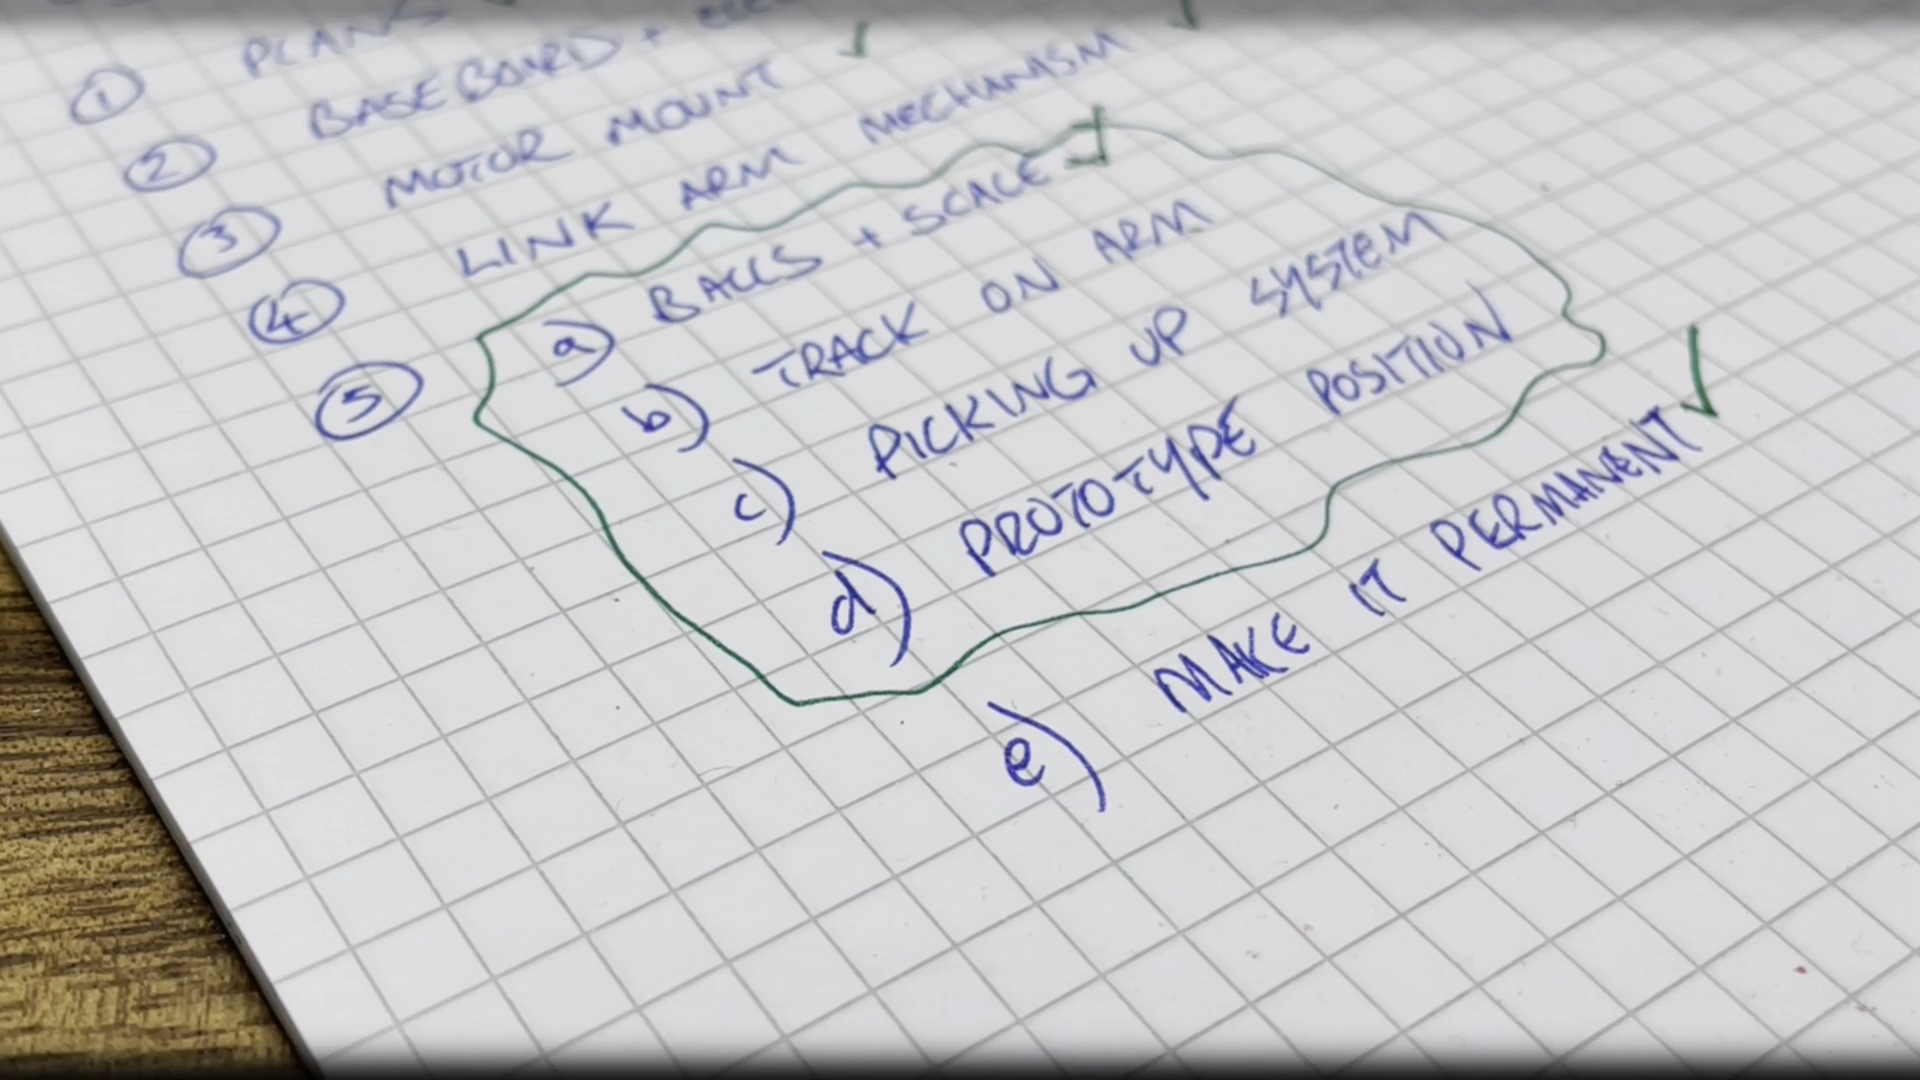 ① PLANS ✓
② BASEBOARD +
③ MOTOR MOUNT ✓
④ LINK ARM MECHANISM ✓
⑤ a) BALLS + SCALE
b) TRACK ON ARM
c) PICKING UP SYSTEM
d) PROTOTYPE POSITION
e) MAKE IT PERMANENT ✓